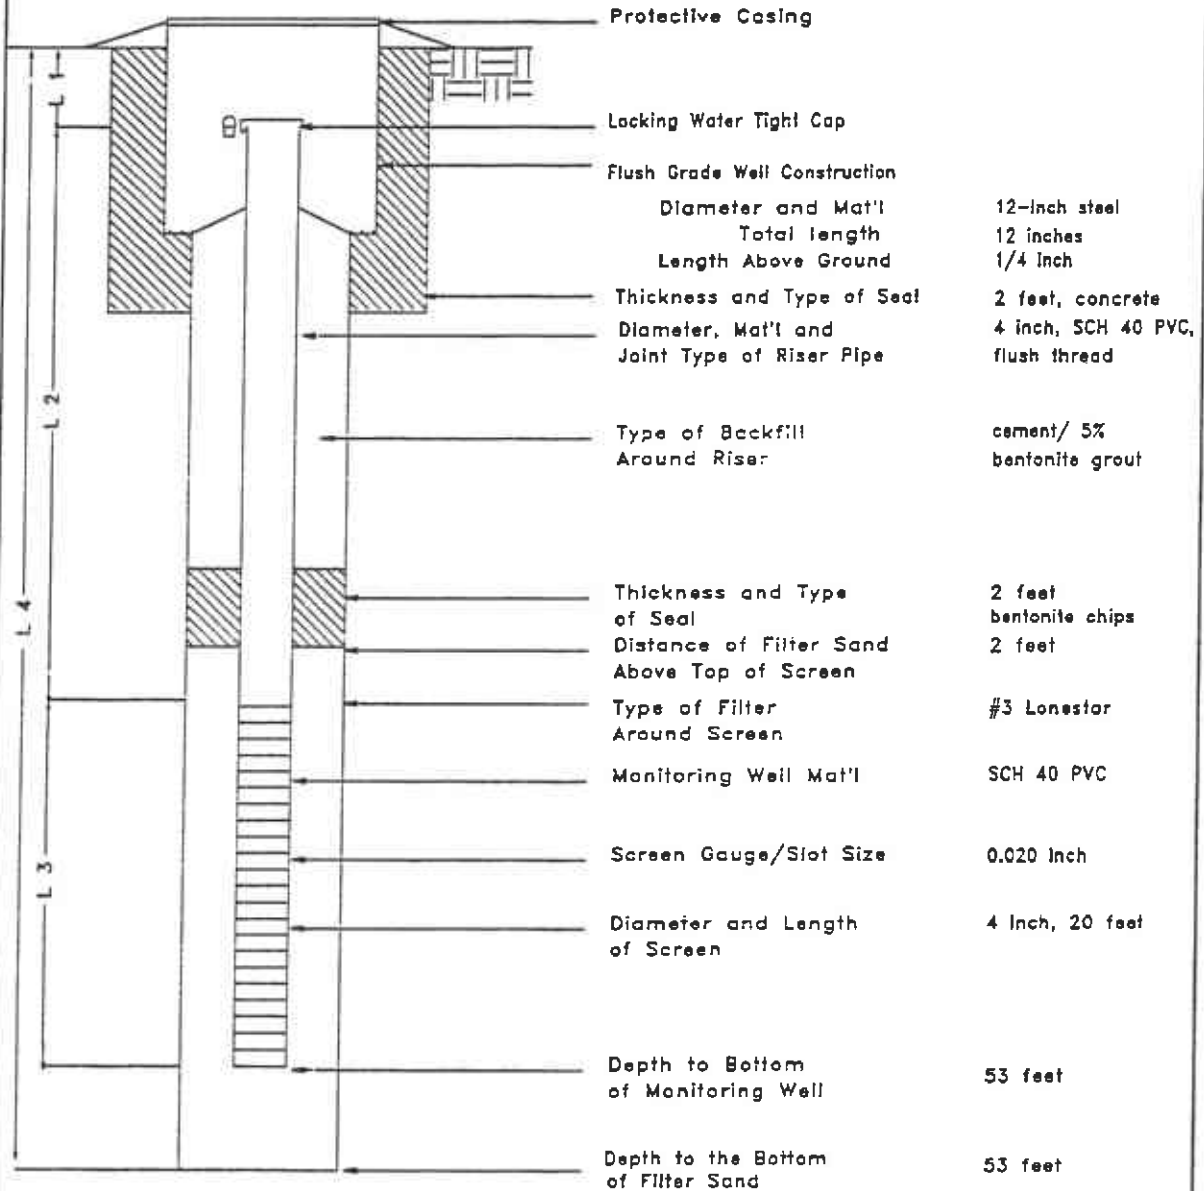 Protective Casing
L 1
Locking Water Tight Cap
Flush Grade Well Construction
Diameter and Mat'l 12-inch steel
Total length 12 inches
Length Above Ground 1/4 Inch
Thickness and Type of Seal 2 feet, concrete
Diameter, Mat'l and 4 inch, SCH 40 PVC,
Joint Type of Riser Pipe flush thread
L 2
Type of Backfill cement/ 5%
Around Riser bentonite grout
L 4
Thickness and Type 2 feet
of Seal bentonite chips
Distance of Filter Sand 2 feet
Above Top of Screen
Type of Filter #3 Lonestar
Around Screen
Monitoring Well Mat'l SCH 40 PVC
L 3
Screen Gauge/Slot Size 0.020 Inch
Diameter and Length 4 Inch, 20 feet
of Screen
Depth to Bottom 53 feet
of Monitoring Well
Depth to the Bottom 53 feet
of Filter Sand